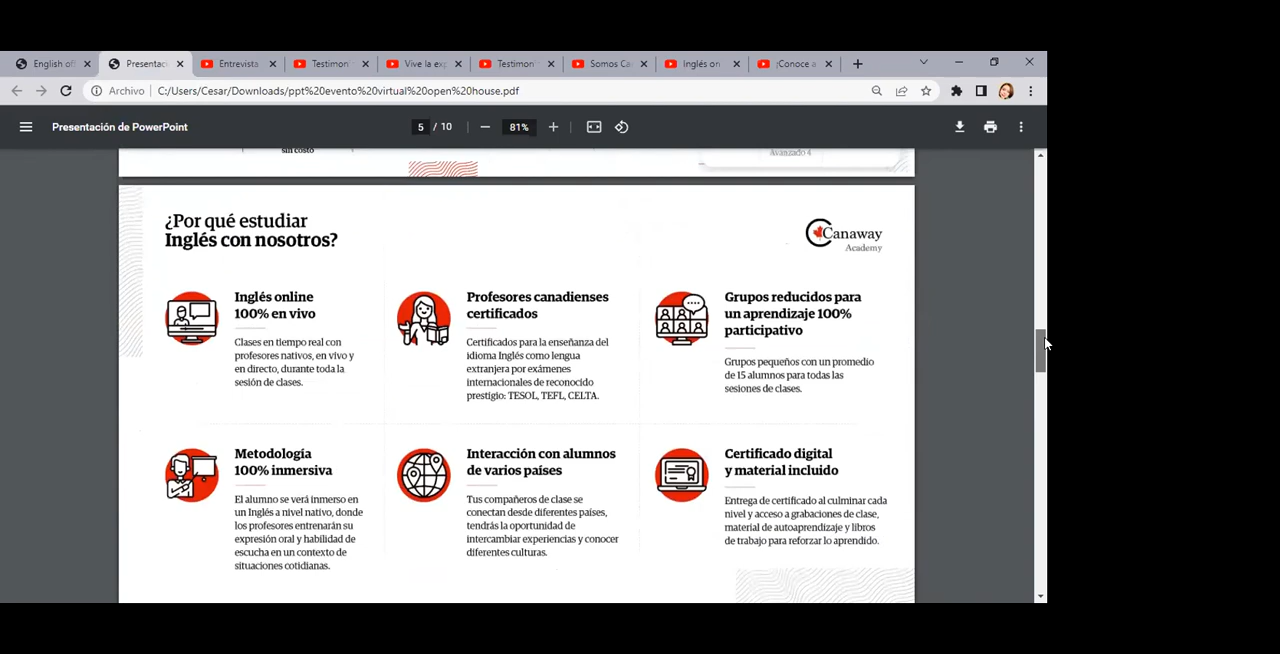 English of
Presentaci
Entrevista
Testimoni
Vive la exp
Testimoni
Somos Ca
Inglés on
¡Conoce a
Archivo C:/Users/Cesar/Downloads/ppt%20evento%20virtual%20open%20house.pdf
Presentación de PowerPoint
5 / 10
81%
sin costo
Avanzado 4
¿Por qué estudiar
Inglés con nosotros?
Canaway
Academy
Inglés online
100% en vivo
Clases en tiempo real con
profesores nativos, en vivo y
en directo, durante toda la
sesión de clases.
Profesores canadienses
certificados
Certificados para la enseñanza del
idioma Inglés como lengua
extranjera por exámenes
internacionales de reconocido
prestigio: TESOL, TEFL, CELTA.
Grupos reducidos para
un aprendizaje 100%
participativo
Grupos pequeños con un promedio
de 15 alumnos para todas las
sesiones de clases.
Metodología
100% inmersiva
El alumno se verá inmerso en
un Inglés a nivel nativo, donde
los profesores entrenarán su
expresión oral y habilidad de
escucha en un contexto de
situaciones cotidianas.
Interacción con alumnos
de varios países
Tus compañeros de clase se
conectan desde diferentes países,
tendrás la oportunidad de
intercambiar experiencias y conocer
diferentes culturas.
Certificado digital
y material incluido
Entrega de certificado al culminar cada
nivel y acceso a grabaciones de clase,
material de autoaprendizaje y libros
de trabajo para reforzar lo aprendido.